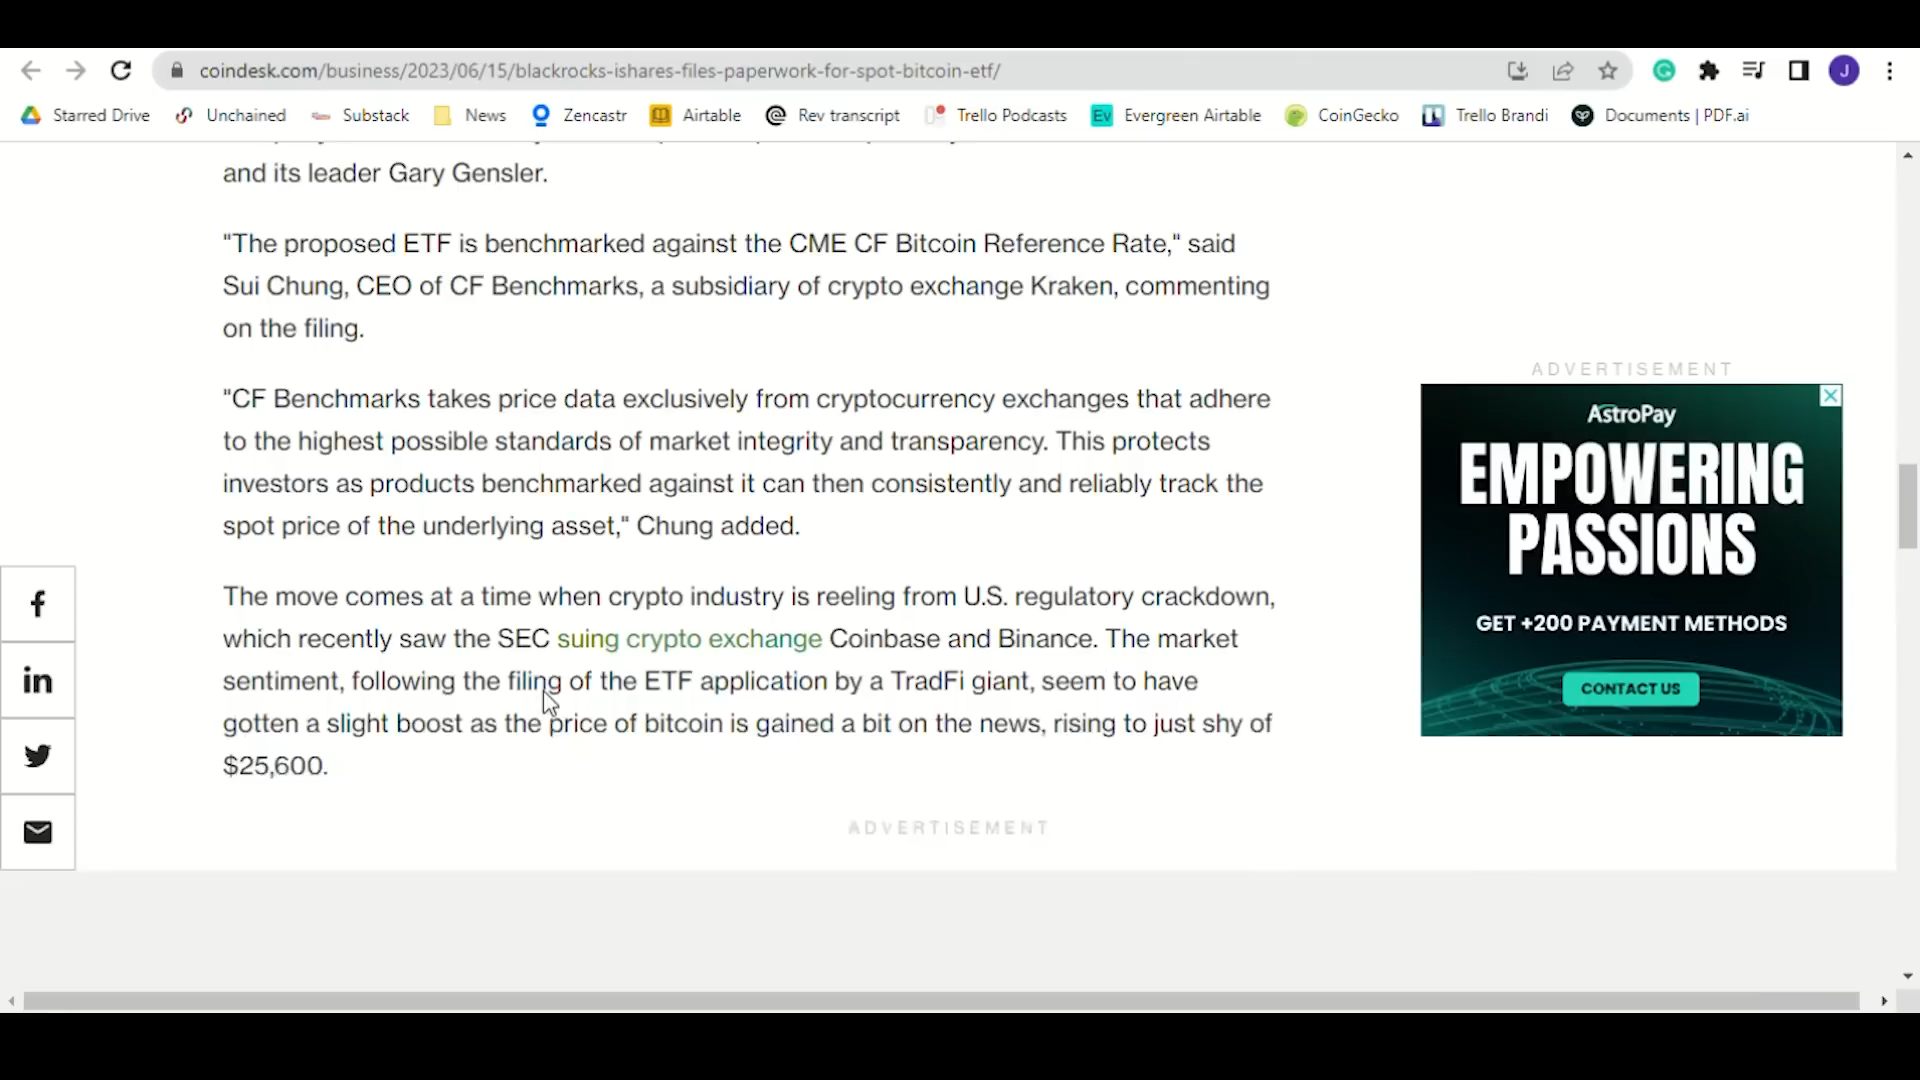 coindesk.com/business/2023/06/15/blackrocks-ishares-files-paperwork-for-spot-bitcoin-etf/
J
Starred Drive Unchained Substack News Zencastr Airtable Rev transcript Trello Podcasts Ev Evergreen Airtable CoinGecko Trello Brandi Documents | PDF.ai
and its leader Gary Gensler.
"The proposed ETF is benchmarked against the CME CF Bitcoin Reference Rate," said
Sui Chung, CEO of CF Benchmarks, a subsidiary of crypto exchange Kraken, commenting
on the filing.
"CF Benchmarks takes price data exclusively from cryptocurrency exchanges that adhere
to the highest possible standards of market integrity and transparency. This protects
investors as products benchmarked against it can then consistently and reliably track the
spot price of the underlying asset," Chung added.
The move comes at a time when crypto industry is reeling from U.S. regulatory crackdown,
which recently saw the SEC suing crypto exchange Coinbase and Binance. The market
sentiment, following the filing of the ETF application by a TradFi giant, seem to have
gotten a slight boost as the price of bitcoin is gained a bit on the news, rising to just shy of
$25,600.
ADVERTISEMENT
ADVERTISEMENT
AstroPay
EMPOWERING
PASSIONS
GET +200 PAYMENT METHODS
CONTACT US